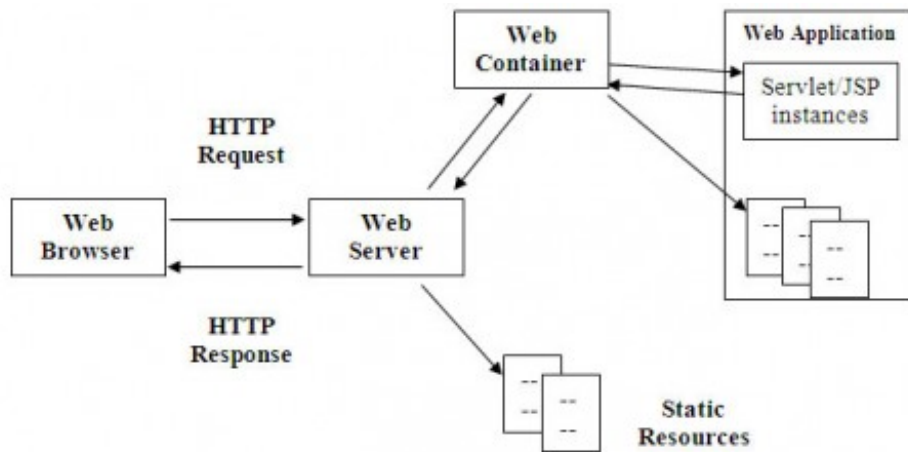 Web
Container
Web Application
Servlet/JSP
instances
HTTP
Request
Web
Browser
Web
Server
--
--
--
--
--
--
HTTP
Response
--
--
--
--
Static
Resources